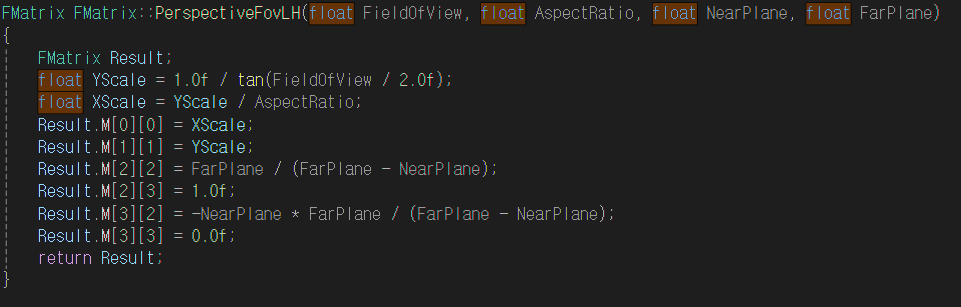 FMatrix FMatrix::PerspectiveFovLH(float FieldOfView, float AspectRatio, float NearPlane, float FarPlane)
{
    FMatrix Result;
    float YScale = 1.0f / tan(FieldOfView / 2.0f);
    float XScale = YScale / AspectRatio;
    Result.M[0][0] = XScale;
    Result.M[1][1] = YScale;
    Result.M[2][2] = FarPlane / (FarPlane - NearPlane);
    Result.M[2][3] = 1.0f;
    Result.M[3][2] = -NearPlane * FarPlane / (FarPlane - NearPlane);
    Result.M[3][3] = 0.0f;
    return Result;
}